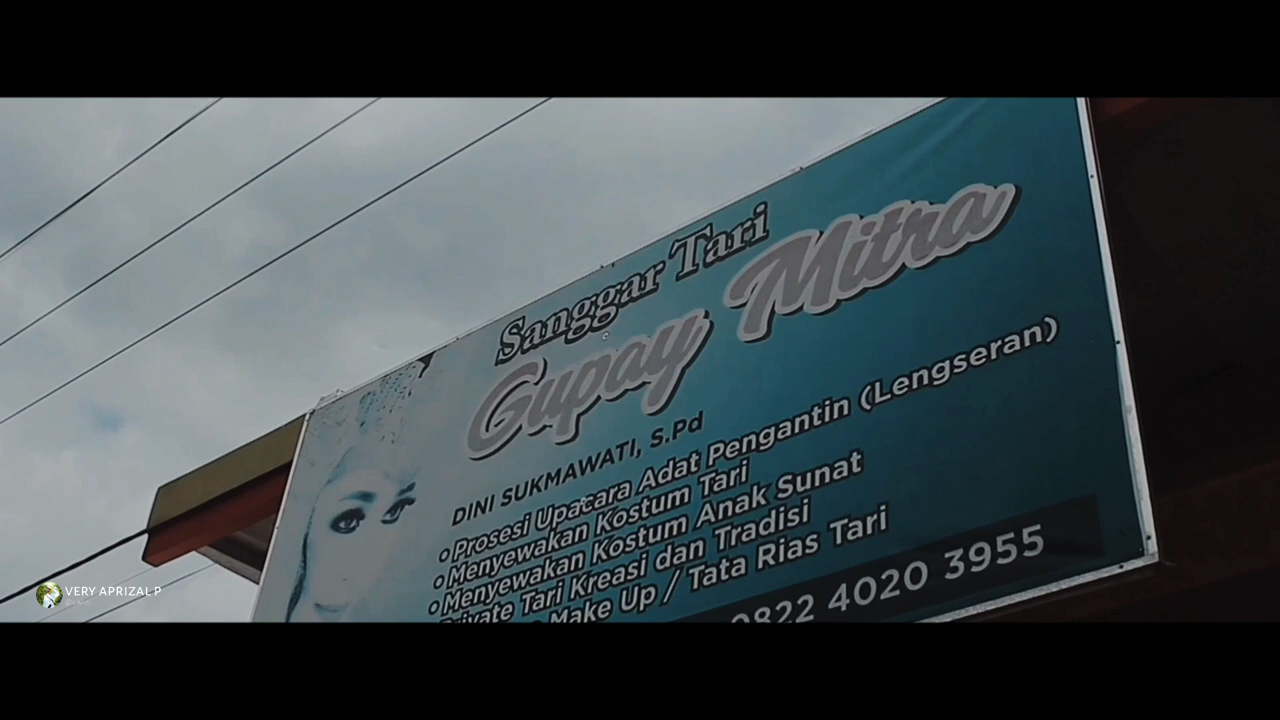 Sanggar Tari
Gupay Mitra
DINI SUKMAWATI, S.Pd
• Prosesi Upacara Adat Pengantin (Lengseran)
• Menyewakan Kostum Tari
• Menyewakan Kostum Anak Sunat
Private Tari Kreasi dan Tradisi
Make Up / Tata Rias Tari
0822 4020 3955
VERY APRIZAL P